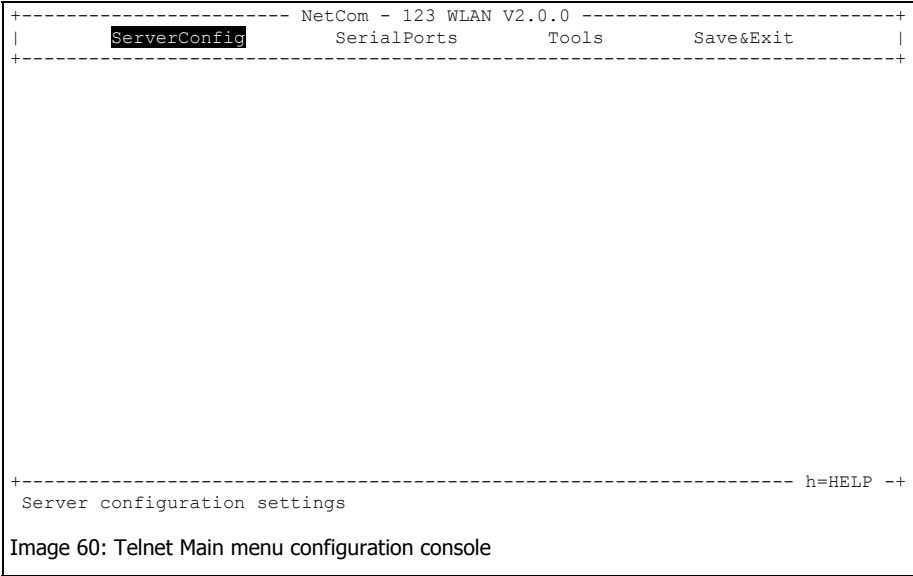 +------------------------ NetCom - 123 WLAN V2.0.0 ----------------------------+
|        ServerConfig        SerialPorts        Tools        Save&Exit         |
+------------------------------------------------------------------------------+
+--------------------------------------------------------------------- h=HELP -+
Server configuration settings
Image 60: Telnet Main menu configuration console